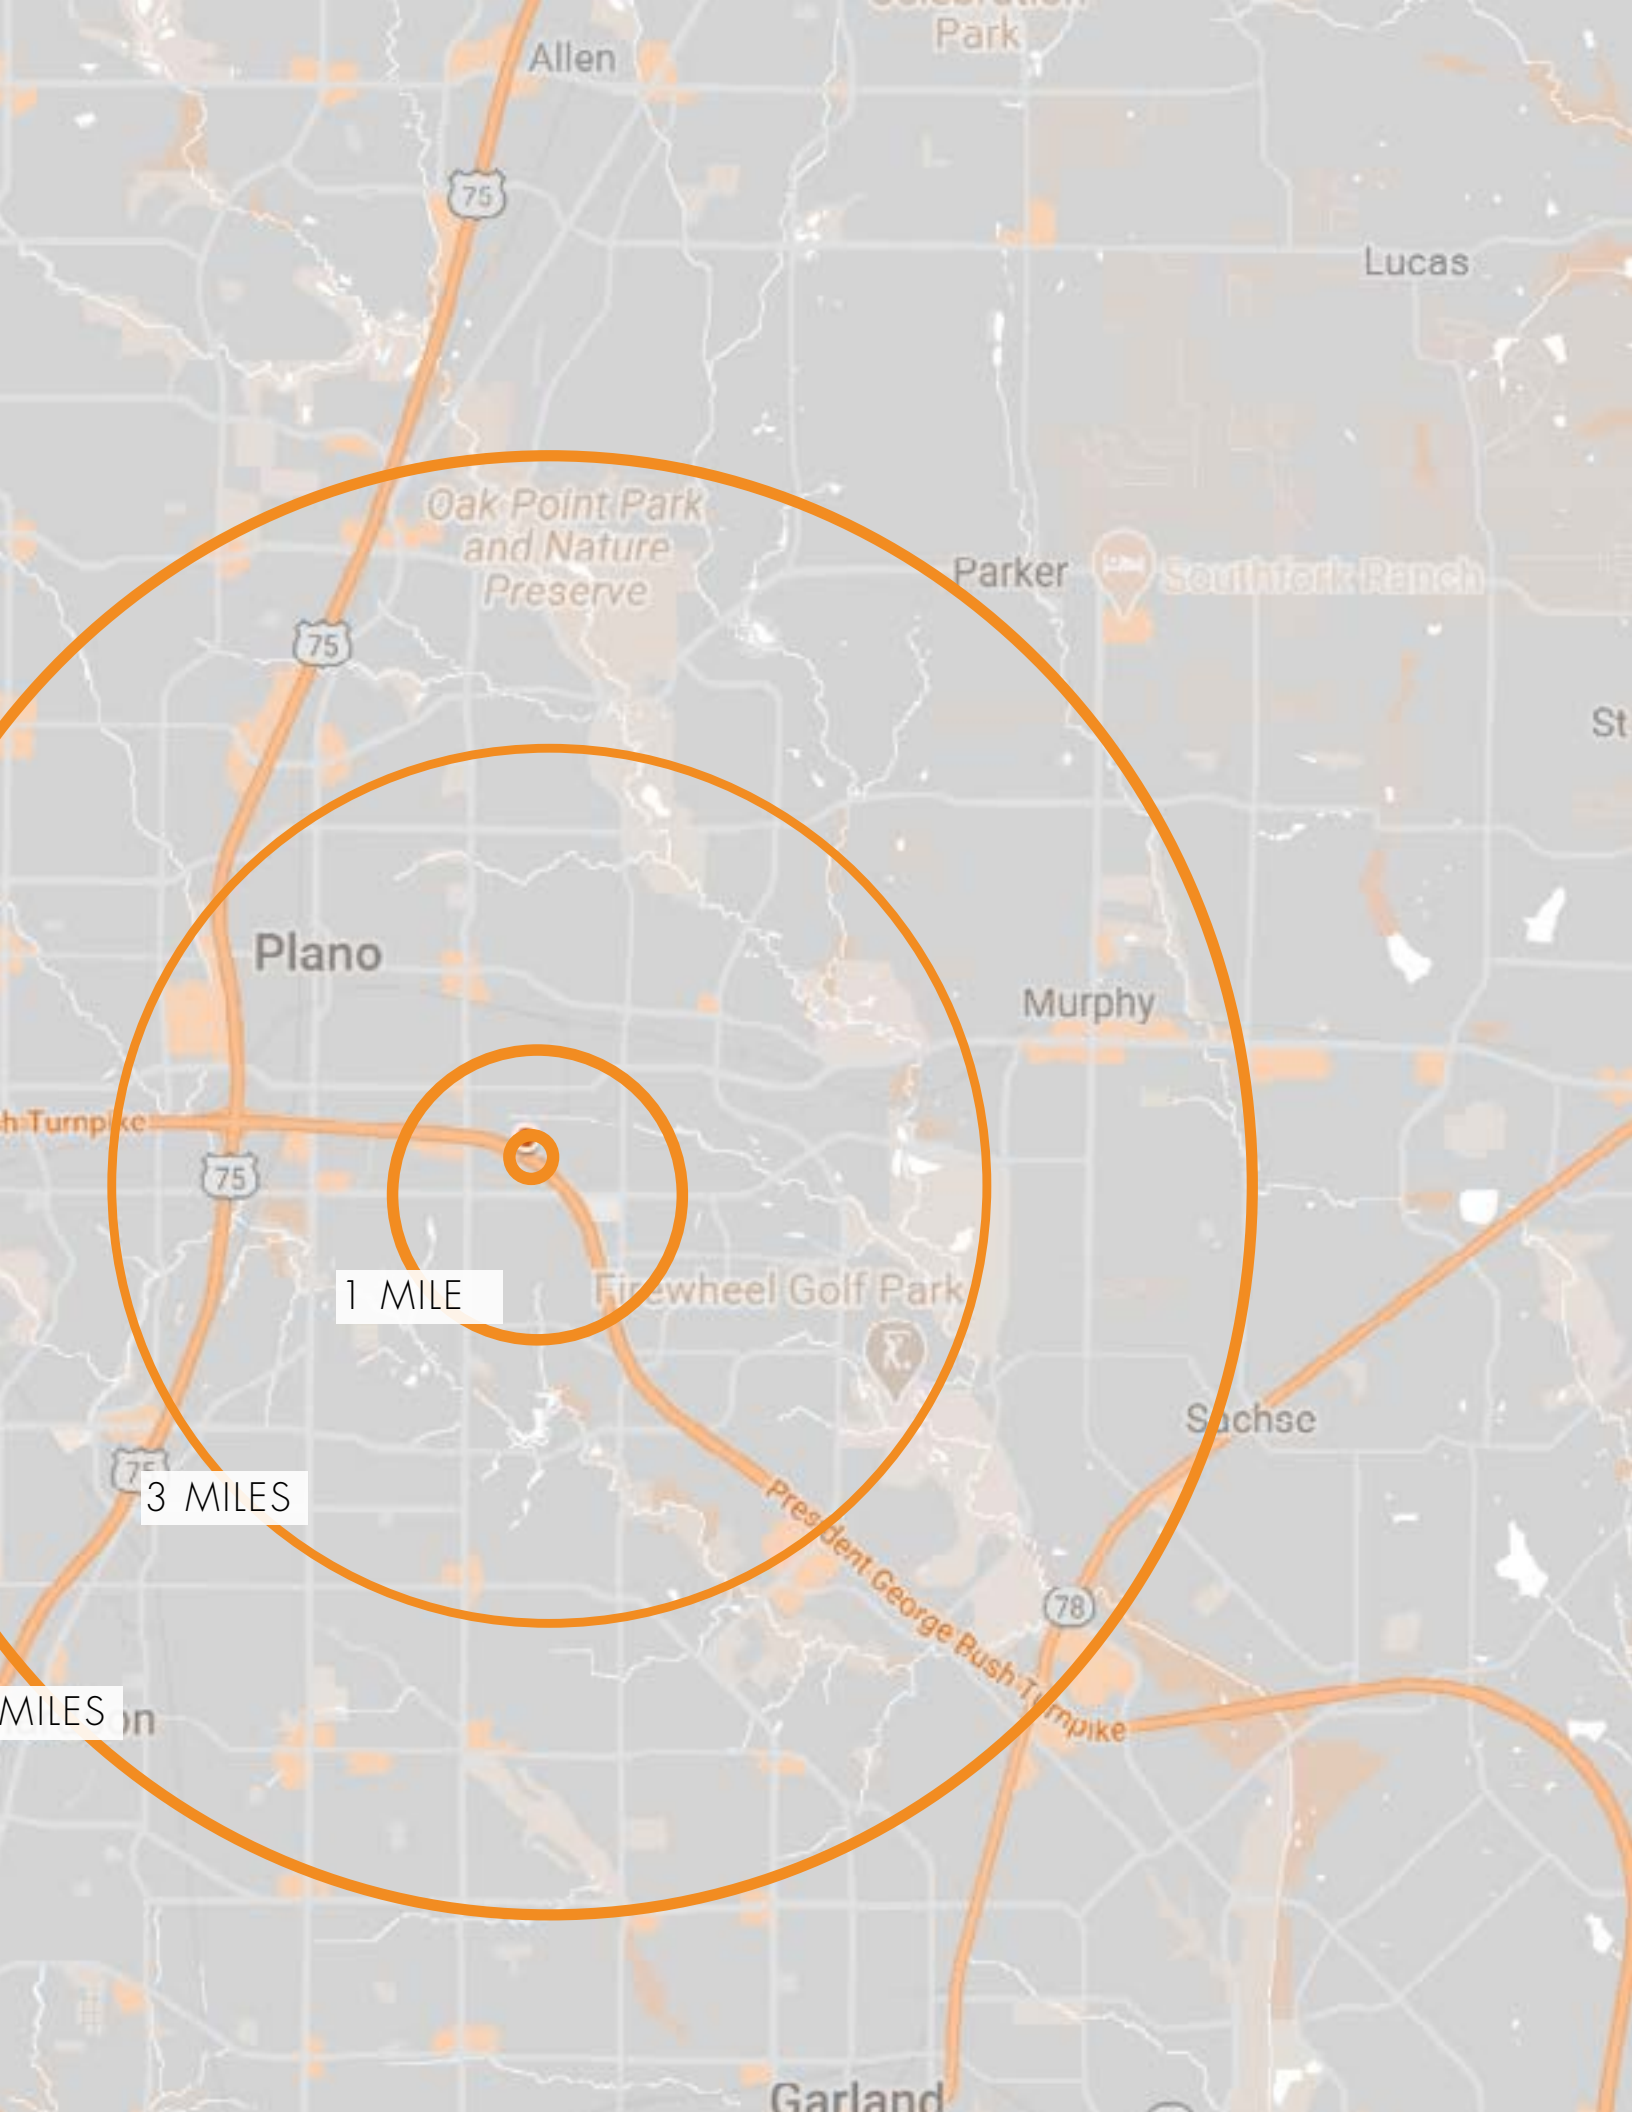 Park
Allen
75
Lucas
Oak Point Park
and Nature
Preserve
Parker
Southfork Ranch
75
St
Plano
Murphy
h Turnpike
75
1 MILE
Firewheel Golf Park
Sachse
75
3 MILES
President George Bush Turnpike
78
MILES
on
Garland